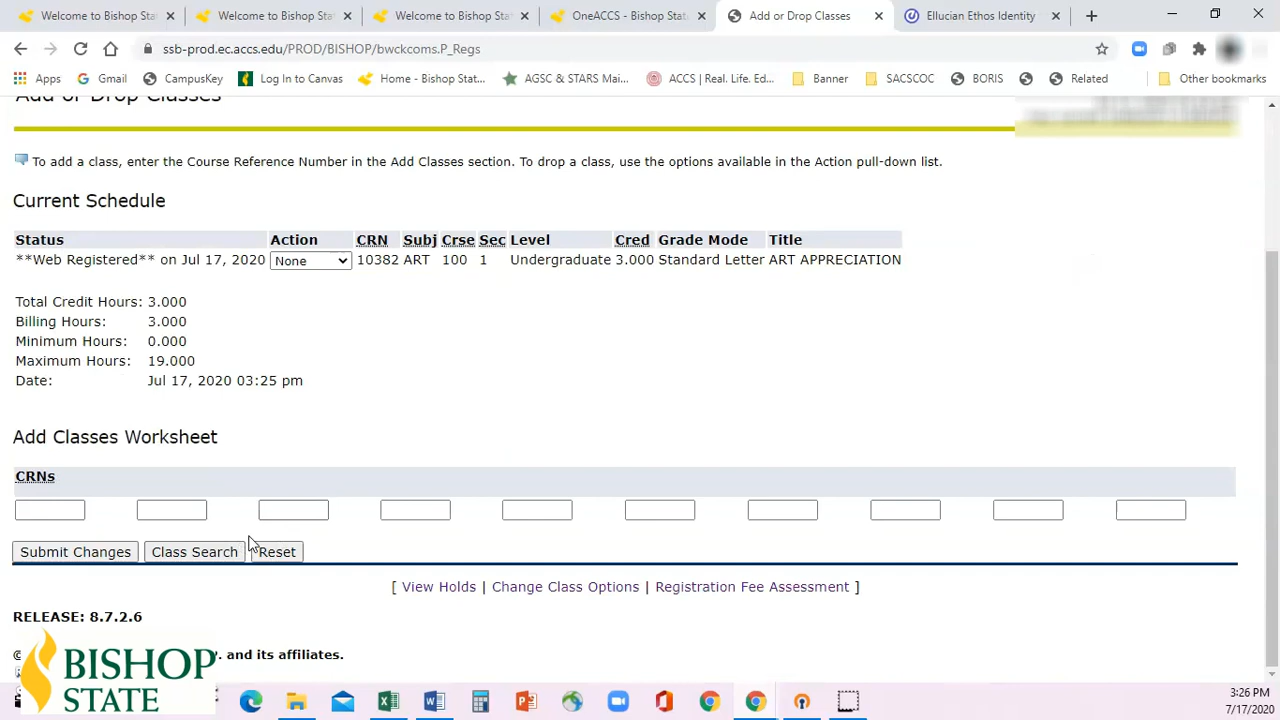 Welcome to Bishop Sta
Welcome to Bishop Sta
Welcome to Bishop Sta
OneACCS - Bishop Stat
Add or Drop Classes
Ellucian Ethos Identity
ssb-prod.ec.accs.edu/PROD/BISHOP/bwckcoms.P_Regs
Apps
Gmail
CampusKey
Log In to Canvas
Home - Bishop Stat...
AGSC & STARS Mai...
ACCS | Real. Life. Ed...
Banner
SACSCOC
BORIS
Related
Other bookmarks
Add or Drop Classes
To add a class, enter the Course Reference Number in the Add Classes section. To drop a class, use the options available in the Action pull-down list.
Current Schedule
Status Action CRN Subj Crse Sec Level Cred Grade Mode Title
**Web Registered** on Jul 17, 2020 None 10382 ART 100 1 Undergraduate 3.000 Standard Letter ART APPRECIATION
Total Credit Hours: 3.000
Billing Hours: 3.000
Minimum Hours: 0.000
Maximum Hours: 19.000
Date: Jul 17, 2020 03:25 pm
Add Classes Worksheet
CRNs
Submit Changes Class Search Reset
[ View Holds | Change Class Options | Registration Fee Assessment ]
RELEASE: 8.7.2.6
P. and its affiliates.
BISHOP
STATE
3:26 PM
7/17/2020